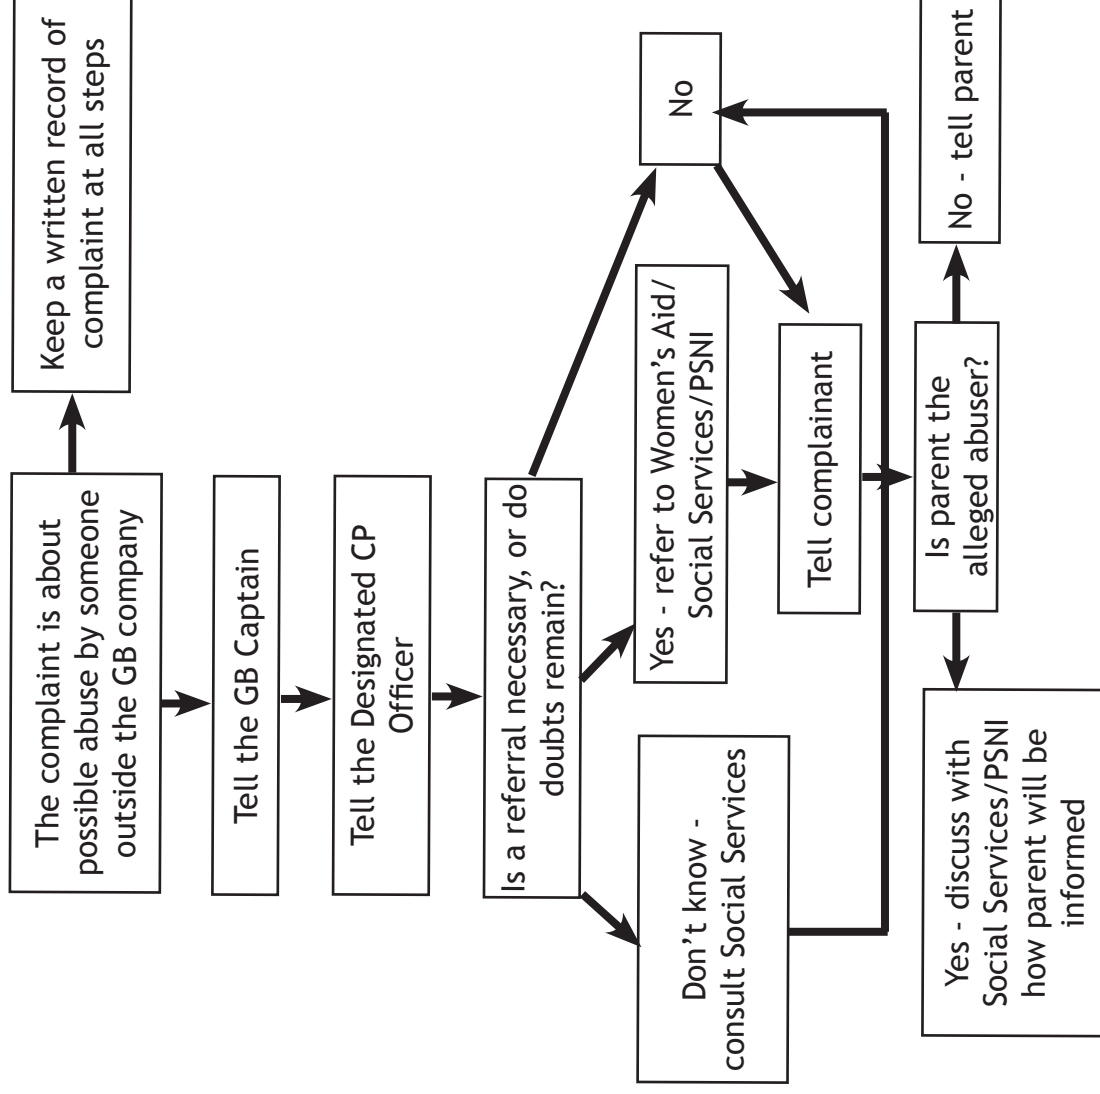 The complaint is about
possible abuse by someone
outside the GB company
Keep a written record of
complaint at all steps
Tell the GB Captain
Tell the Designated CP
Officer
Is a referral necessary, or do
doubts remain?
Don't know -
consult Social Services
Yes - refer to Women's Aid/
Social Services/PSNI
No
Tell complainant
Is parent the
alleged abuser?
Yes - discuss with
Social Services/PSNI
how parent will be
informed
No - tell parent